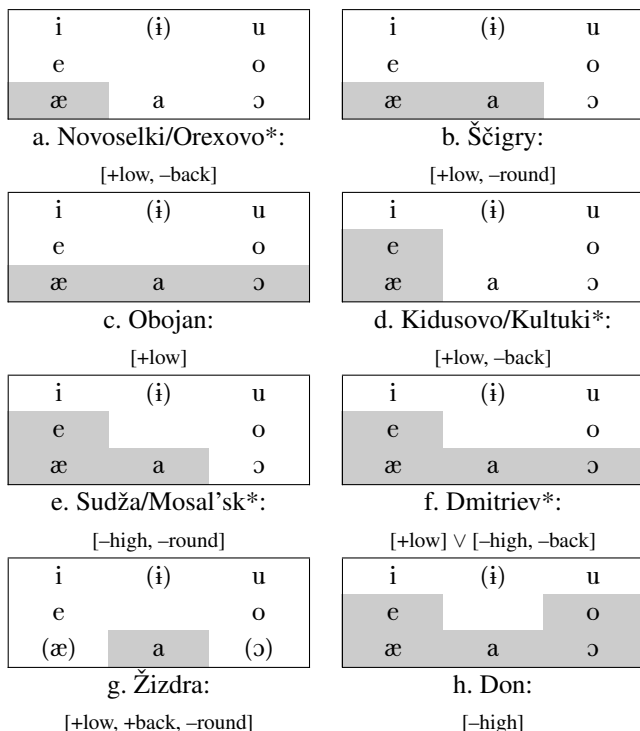 i (ɨ) u
e o
æ a ɔ
a. Novoselki/Orexovo*:
[+low, –back]
i (ɨ) u
e o
æ a ɔ
b. Ščigry:
[+low, –round]
i (ɨ) u
e o
æ a ɔ
c. Obojan:
[+low]
i (ɨ) u
e o
æ a ɔ
d. Kidusovo/Kultuki*:
[+low, –back]
i (ɨ) u
e o
æ a ɔ
e. Sudža/Mosal'sk*:
[–high, –round]
i (ɨ) u
e o
æ a ɔ
f. Dmitriev*:
[+low] ∨ [–high, –back]
i (ɨ) u
e o
(æ) a (ɔ)
g. Žizdra:
[+low, +back, –round]
i (ɨ) u
e o
æ a ɔ
h. Don:
[–high]